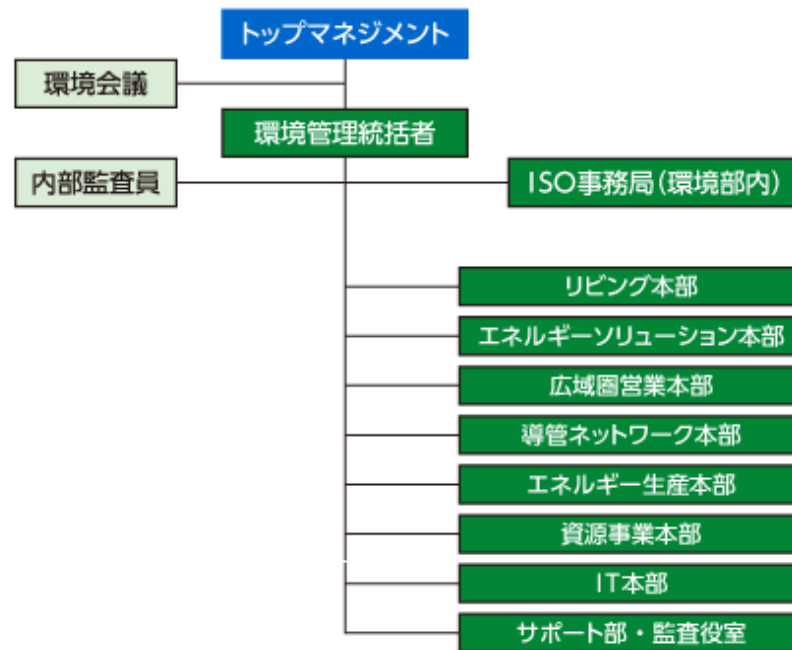 トップマネジメント
環境会議
環境管理統括者
内部監査員
ISO事務局(環境部内)
リビング本部
エネルギーソリューション本部
広域圏営業本部
導管ネットワーク本部
エネルギー生産本部
資源事業本部
IT本部
サポート部・監査役室